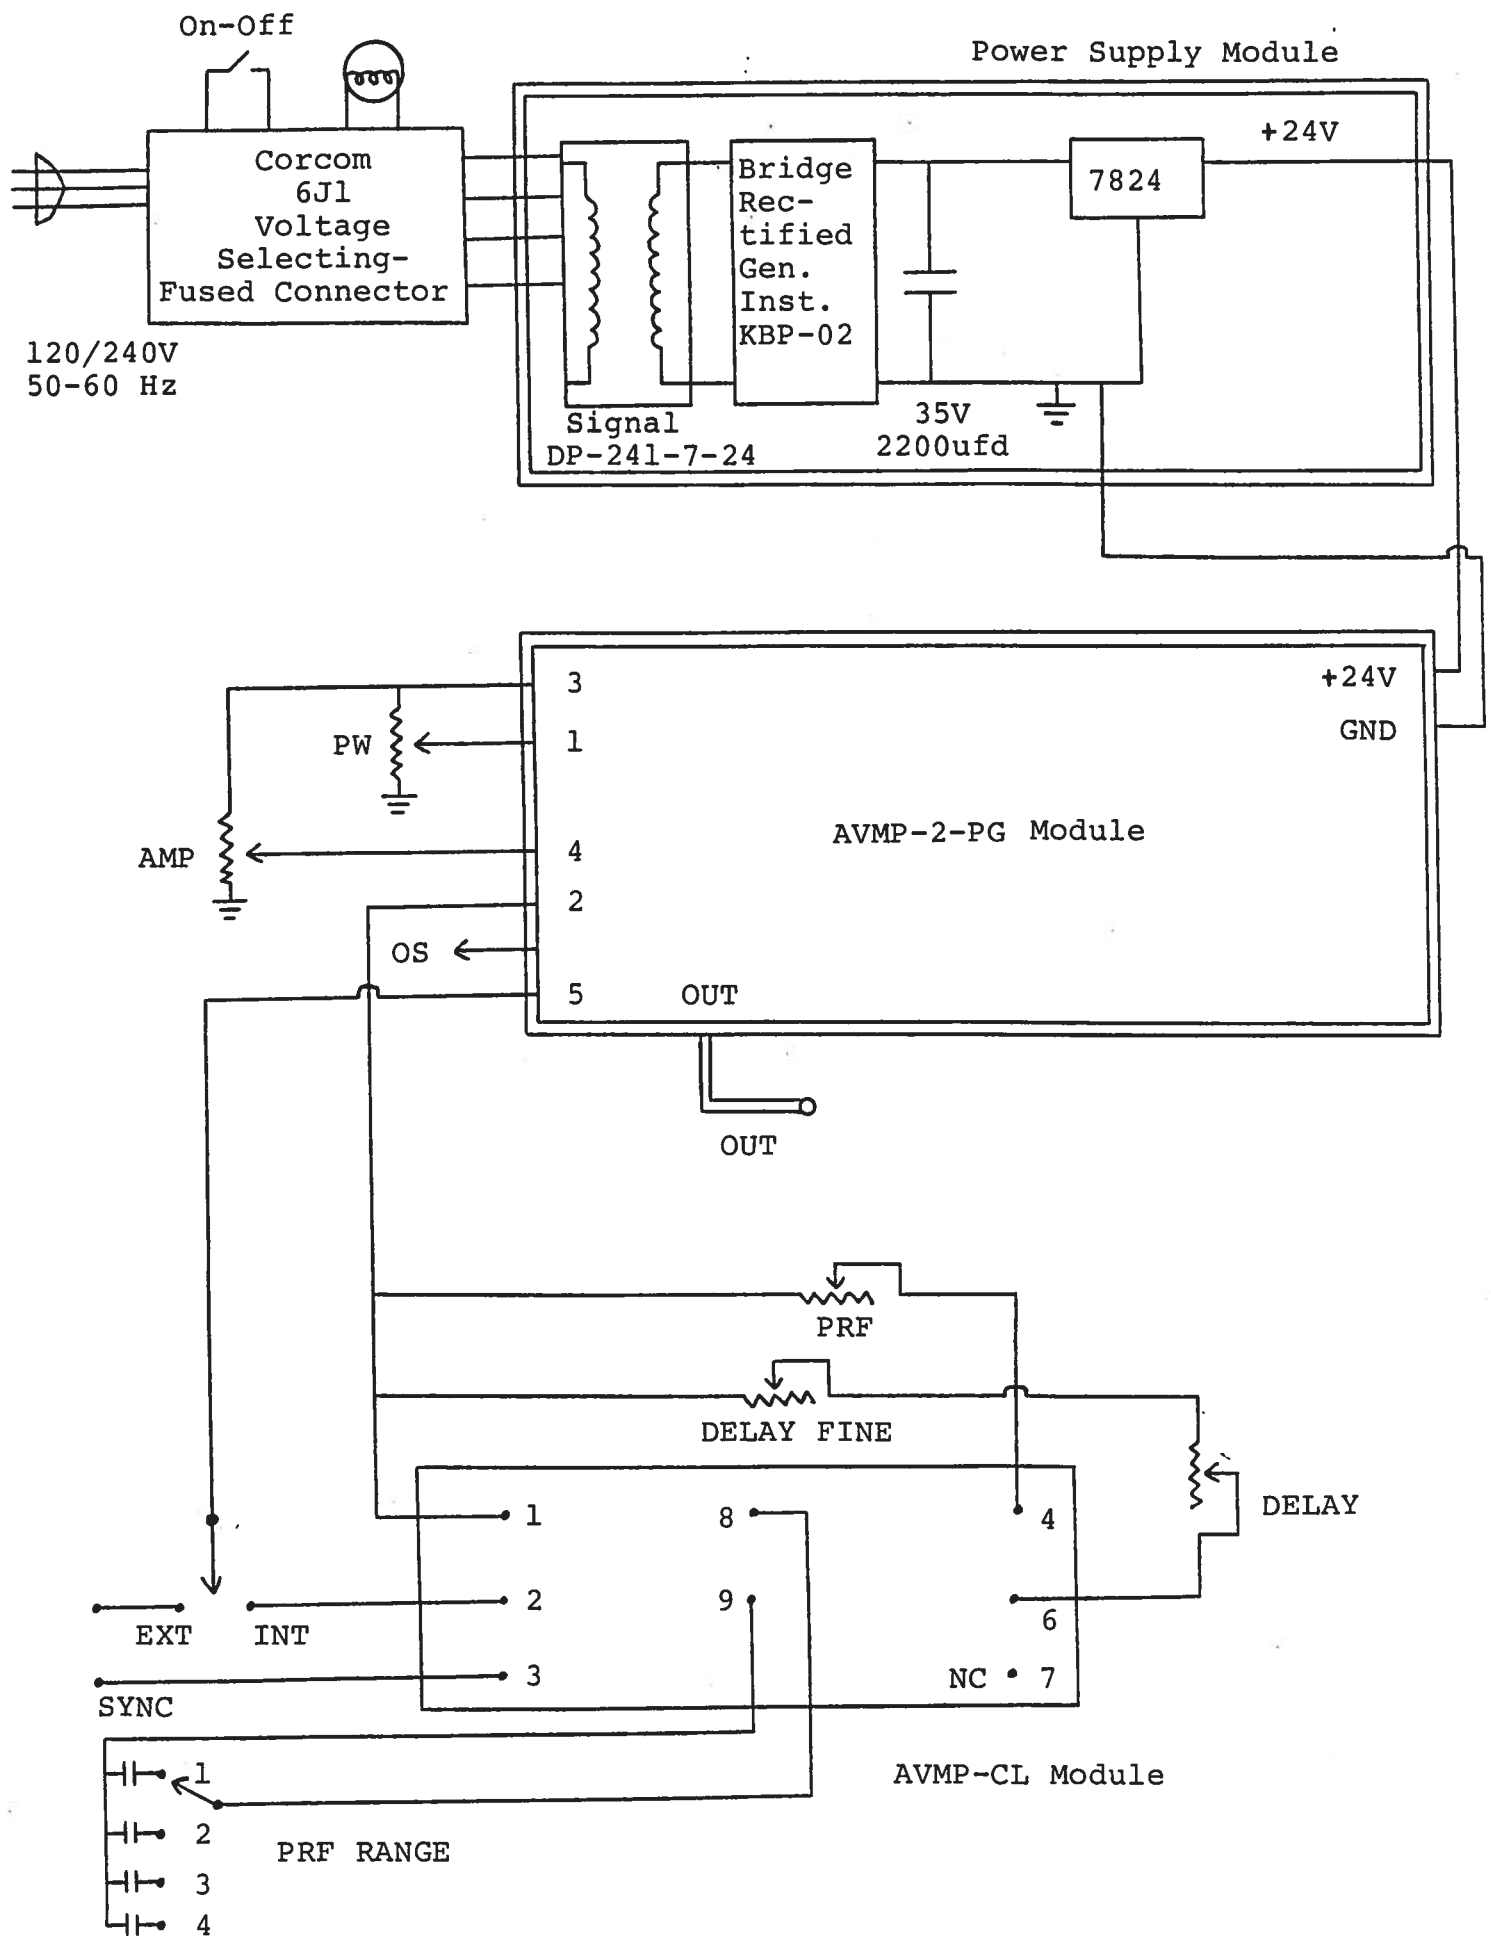 On-Off
Power Supply Module
Corcom
6J1
Voltage
Selecting-
Fused Connector
120/240V
50-60 Hz
Bridge
Rec-
tified
Gen.
Inst.
KBP-02
7824
+24V
Signal
DP-241-7-24
35V
2200ufd
3
+24V
PW
1
GND
AMP
4
AVMP-2-PG Module
2
OS
5
OUT
OUT
PRF
DELAY FINE
DELAY
1
8
4
2
9
6
EXT
INT
3
NC
7
SYNC
AVMP-CL Module
1
2
PRF RANGE
3
4